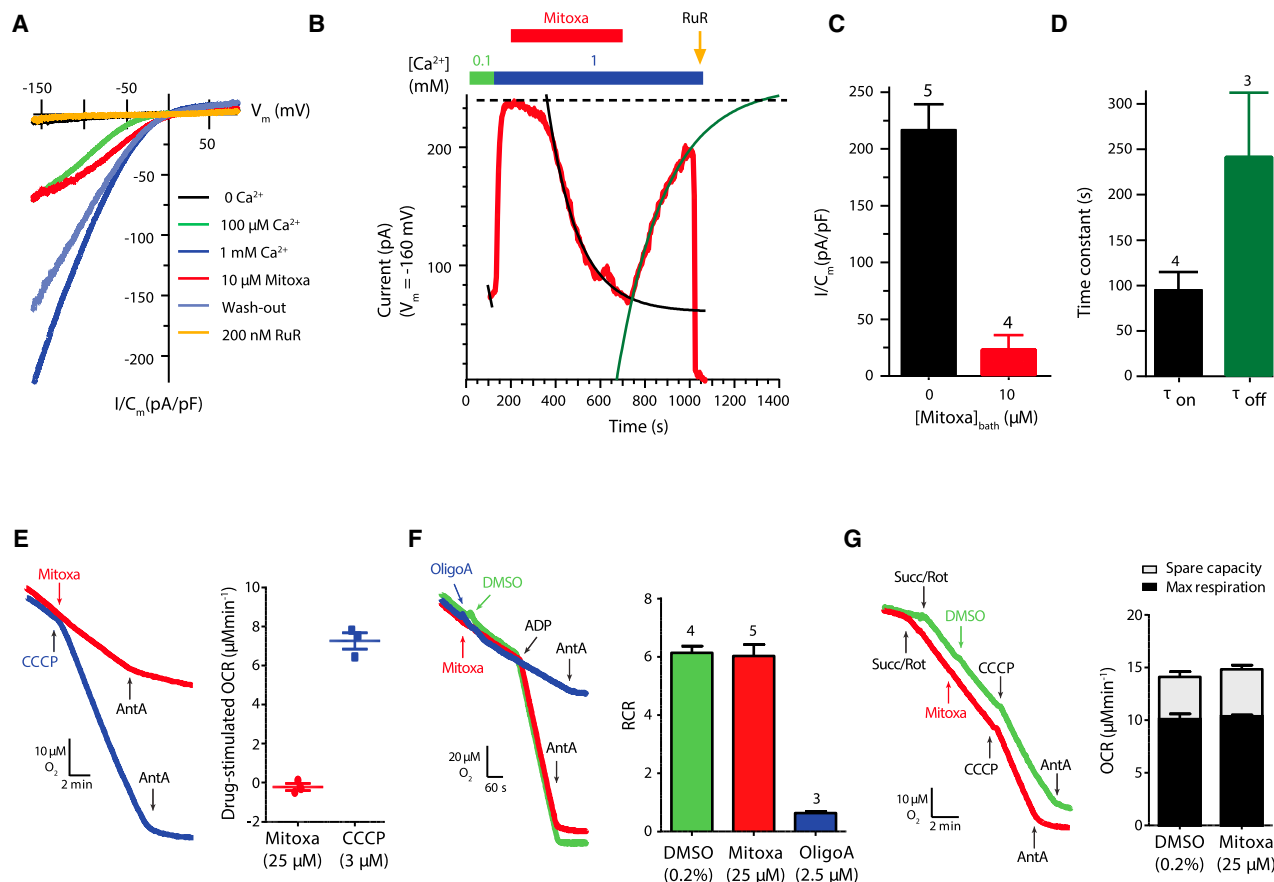 A
-150
-50
Vm (mV)
50
-50
-100
-150
-200
0 Ca2+
100 µM Ca2+
1 mM Ca2+
10 µM Mitoxa
Wash-out
200 nM RuR
I/Cm(pA/pF)
B
Mitoxa
RuR
[Ca2+]
(mM)
0.1
1
200
100
Current (pA)
(Vm = -160 mV)
0 200 400 600 800 1000 1200 1400
Time (s)
C
I/Cm(pA/pF)
250
200
150
100
50
0
5
4
0
10
[Mitoxa]bath (µM)
D
Time constant (s)
300
250
200
150
100
50
0
4
3
τ on
τ off
E
Mitoxa
CCCP
AntA
AntA
10 µM
O2
2 min
Drug-stimulated OCR (µMmin-1)
10
8
6
4
2
0
-2
Mitoxa
(25 µM)
CCCP
(3 µM)
F
OligoA
DMSO
Mitoxa
ADP
AntA
AntA
20 µM
O2
60 s
RCR
8
6
4
2
0
4
5
3
DMSO
(0.2%)
Mitoxa
(25 µM)
OligoA
(2.5 µM)
G
Succ/Rot
DMSO
Succ/Rot
Mitoxa
CCCP
CCCP
AntA
AntA
10 µM
O2
2 min
Spare capacity
Max respiration
OCR (µMmin-1)
20
15
10
5
0
DMSO
(0.2%)
Mitoxa
(25 µM)